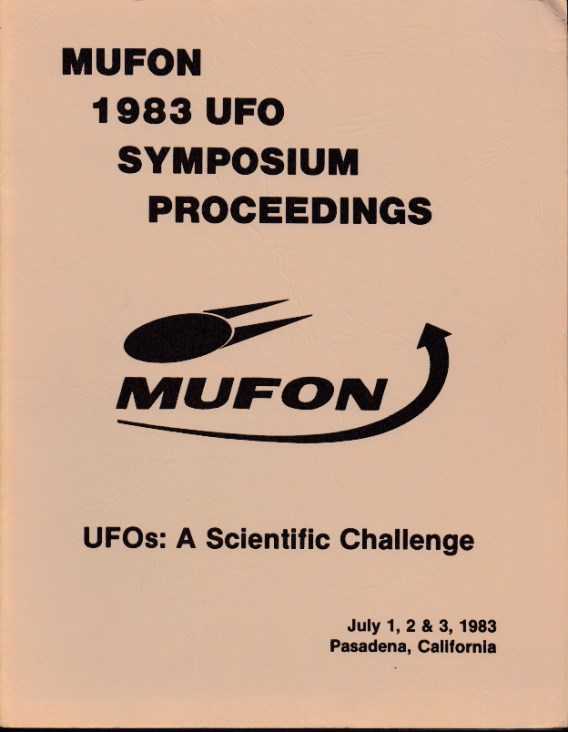 MUFON
1983 UFO
SYMPOSIUM
PROCEEDINGS
MUFON
UFOs: A Scientific Challenge
July 1, 2 & 3, 1983
Pasadena, California